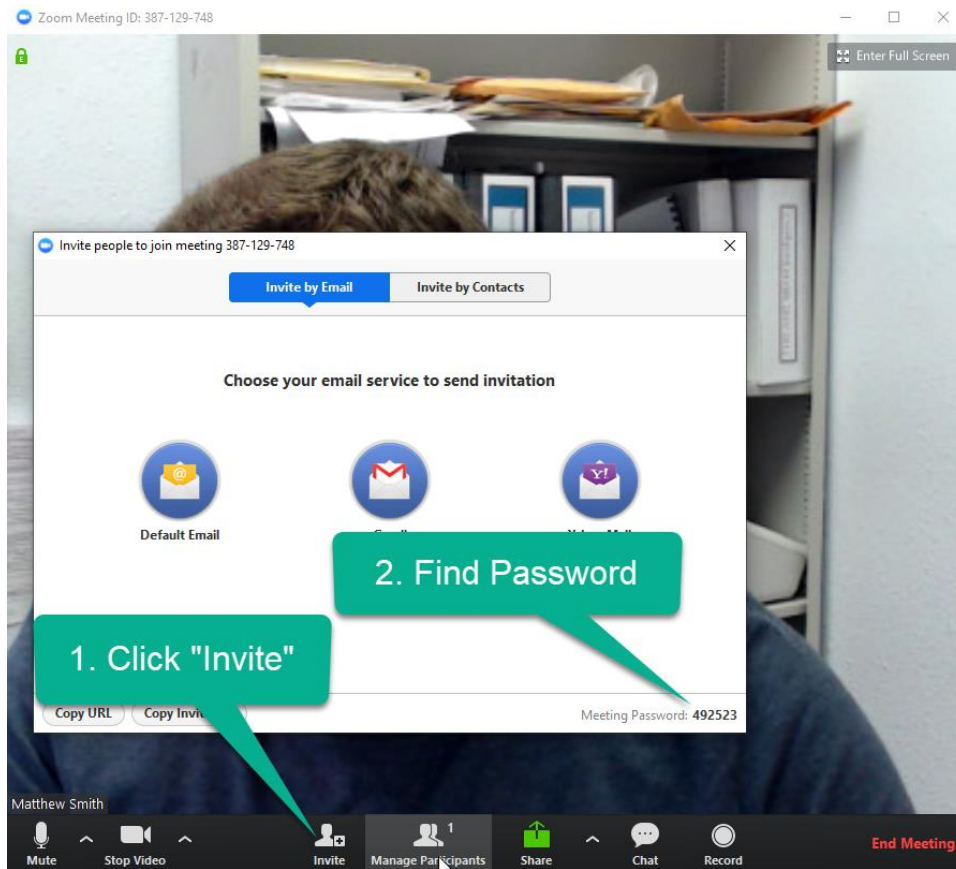 Zoom Meeting ID: 387-129-748
Enter Full Screen
Invite people to join meeting 387-129-748
Invite by Email
Invite by Contacts
Choose your email service to send invitation
Default Email
2. Find Password
1. Click "Invite"
Copy URL
Copy
Meeting Password: 492523
Matthew Smith
1
Mute
Stop Video
Invite
Manage Participants
Share
Chat
Record
End Meeting